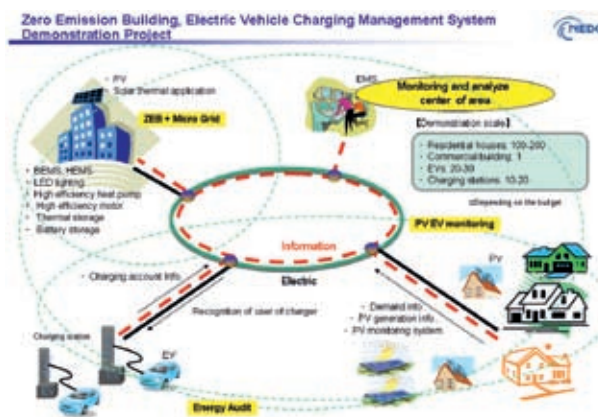 Zero Emission Building, Electric Vehicle Charging Management System
Demonstration Project
NEDO
· PV
· Solar thermal application
ZEB + Micro Grid
EMS
Monitoring and analyze
center of area
【Demonstration scale】
· Residential houses: 100-200
· Commercial building: 1
· EVs: 20-30
· Charging stations: 10-20
※Depending on the budget
· BEMS, HEMS
· LED lighting
· High efficiency heat pump
· High efficiency motor
· Thermal storage
· Battery storage
Information
Electric
PV EV monitoring
PV
· Charging account info.
Recognition of user of charger
· Demand info
· PV generation info.
· PV monitoring system
Charging station
EV
Energy Audit